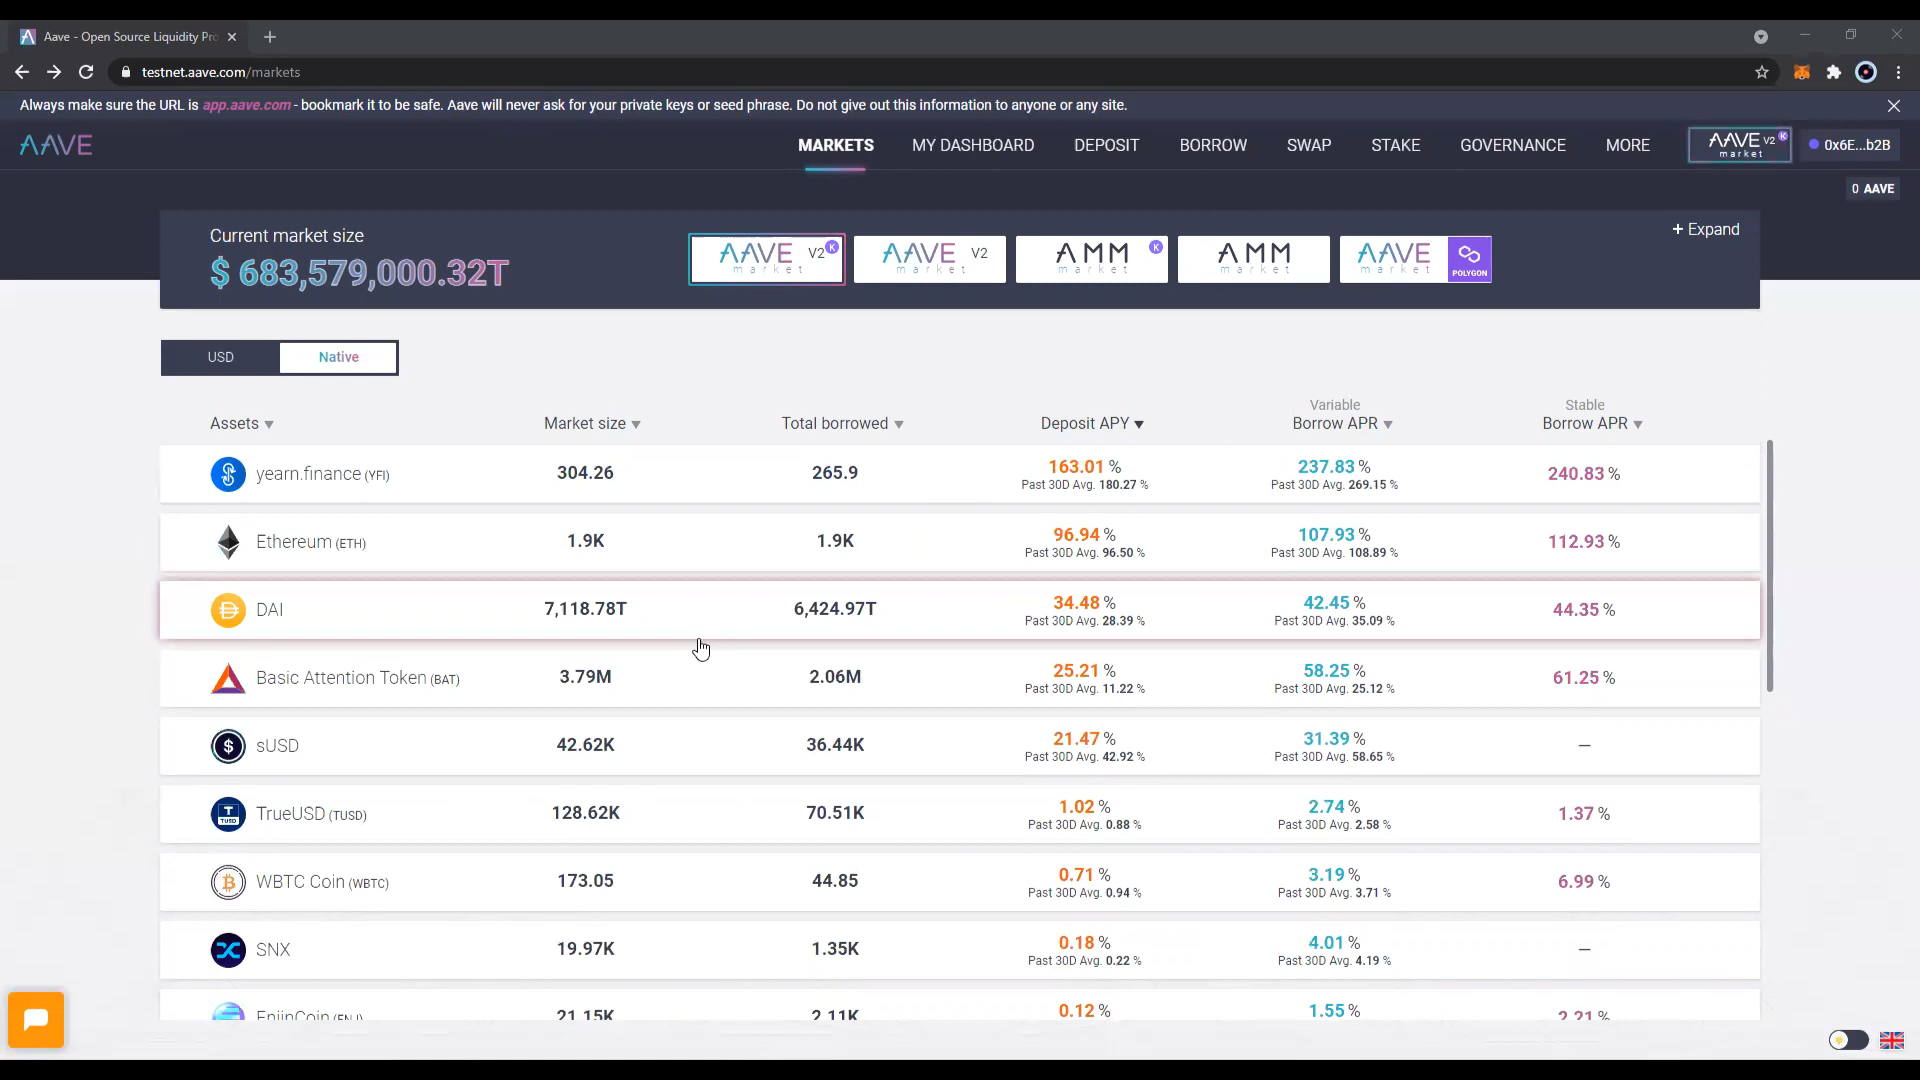 Aave - Open Source Liquidity Pro
testnet.aave.com/markets
Always make sure the URL is app.aave.com - bookmark it to be safe. Aave will never ask for your private keys or seed phrase. Do not give out this information to anyone or any site.
AAVE MARKETS MY DASHBOARD DEPOSIT BORROW SWAP STAKE GOVERNANCE MORE AAVE V2 K market 0x6E...b2B
0 AAVE
Current market size
$ 683,579,000.32T
AAVE V2 K market
AAVE V2 market
AMM K market
AMM market
AAVE market POLYGON
+ Expand
USD Native
Assets Market size Total borrowed Deposit APY Variable Borrow APR Stable Borrow APR
yearn.finance (YFI) 304.26 265.9 163.01 % 237.83 % 240.83 %
Past 30D Avg. 180.27 % Past 30D Avg. 269.15 %
Ethereum (ETH) 1.9K 1.9K 96.94 % 107.93 % 112.93 %
Past 30D Avg. 96.50 % Past 30D Avg. 108.89 %
DAI 7,118.78T 6,424.97T 34.48 % 42.45 % 44.35 %
Past 30D Avg. 28.39 % Past 30D Avg. 35.09 %
Basic Attention Token (BAT) 3.79M 2.06M 25.21 % 58.25 % 61.25 %
Past 30D Avg. 11.22 % Past 30D Avg. 25.12 %
sUSD 42.62K 36.44K 21.47 % 31.39 % —
Past 30D Avg. 42.92 % Past 30D Avg. 58.65 %
TrueUSD (TUSD) 128.62K 70.51K 1.02 % 2.74 % 1.37 %
Past 30D Avg. 0.88 % Past 30D Avg. 2.58 %
WBTC Coin (WBTC) 173.05 44.85 0.71 % 3.19 % 6.99 %
Past 30D Avg. 0.94 % Past 30D Avg. 3.71 %
SNX 19.97K 1.35K 0.18 % 4.01 % —
Past 30D Avg. 0.22 % Past 30D Avg. 4.19 %
EnjinCoin (ENJ) 21.15K 2.11K 0.12 % 1.55 % 2.21 %